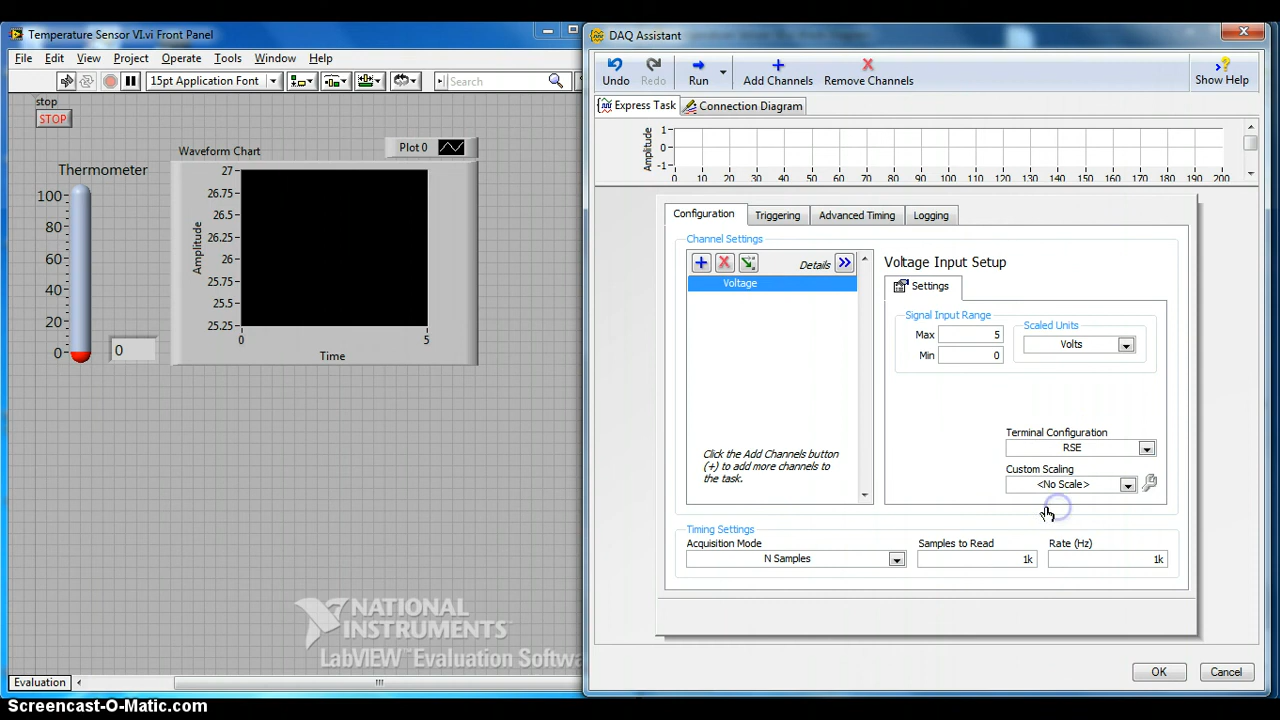 Temperature Sensor VI.vi Front Panel
File Edit View Project Operate Tools Window Help
15pt Application Font
Search
stop
STOP
Thermometer
100
80
60
40
20
0
0
Waveform Chart
Plot 0
Amplitude
27
26.75
26.5
26.25
26
25.75
25.5
25.25
0 5
Time
NATIONAL
INSTRUMENTS
LabVIEW Evaluation Softwa
Evaluation
DAQ Assistant
Undo Redo Run Add Channels Remove Channels Show Help
Express Task Connection Diagram
Amplitude
1
0
-1
0 10 20 30 40 50 60 70 80 90 100 110 120 130 140 150 160 170 180 190 200
Configuration Triggering Advanced Timing Logging
Channel Settings
Details
Voltage
Click the Add Channels button
(+) to add more channels to
the task.
Voltage Input Setup
Settings
Signal Input Range
Max 5
Min 0
Scaled Units
Volts
Terminal Configuration
RSE
Custom Scaling
<No Scale>
Timing Settings
Acquisition Mode
N Samples
Samples to Read
1k
Rate (Hz)
1k
OK Cancel
Screencast-O-Matic.com